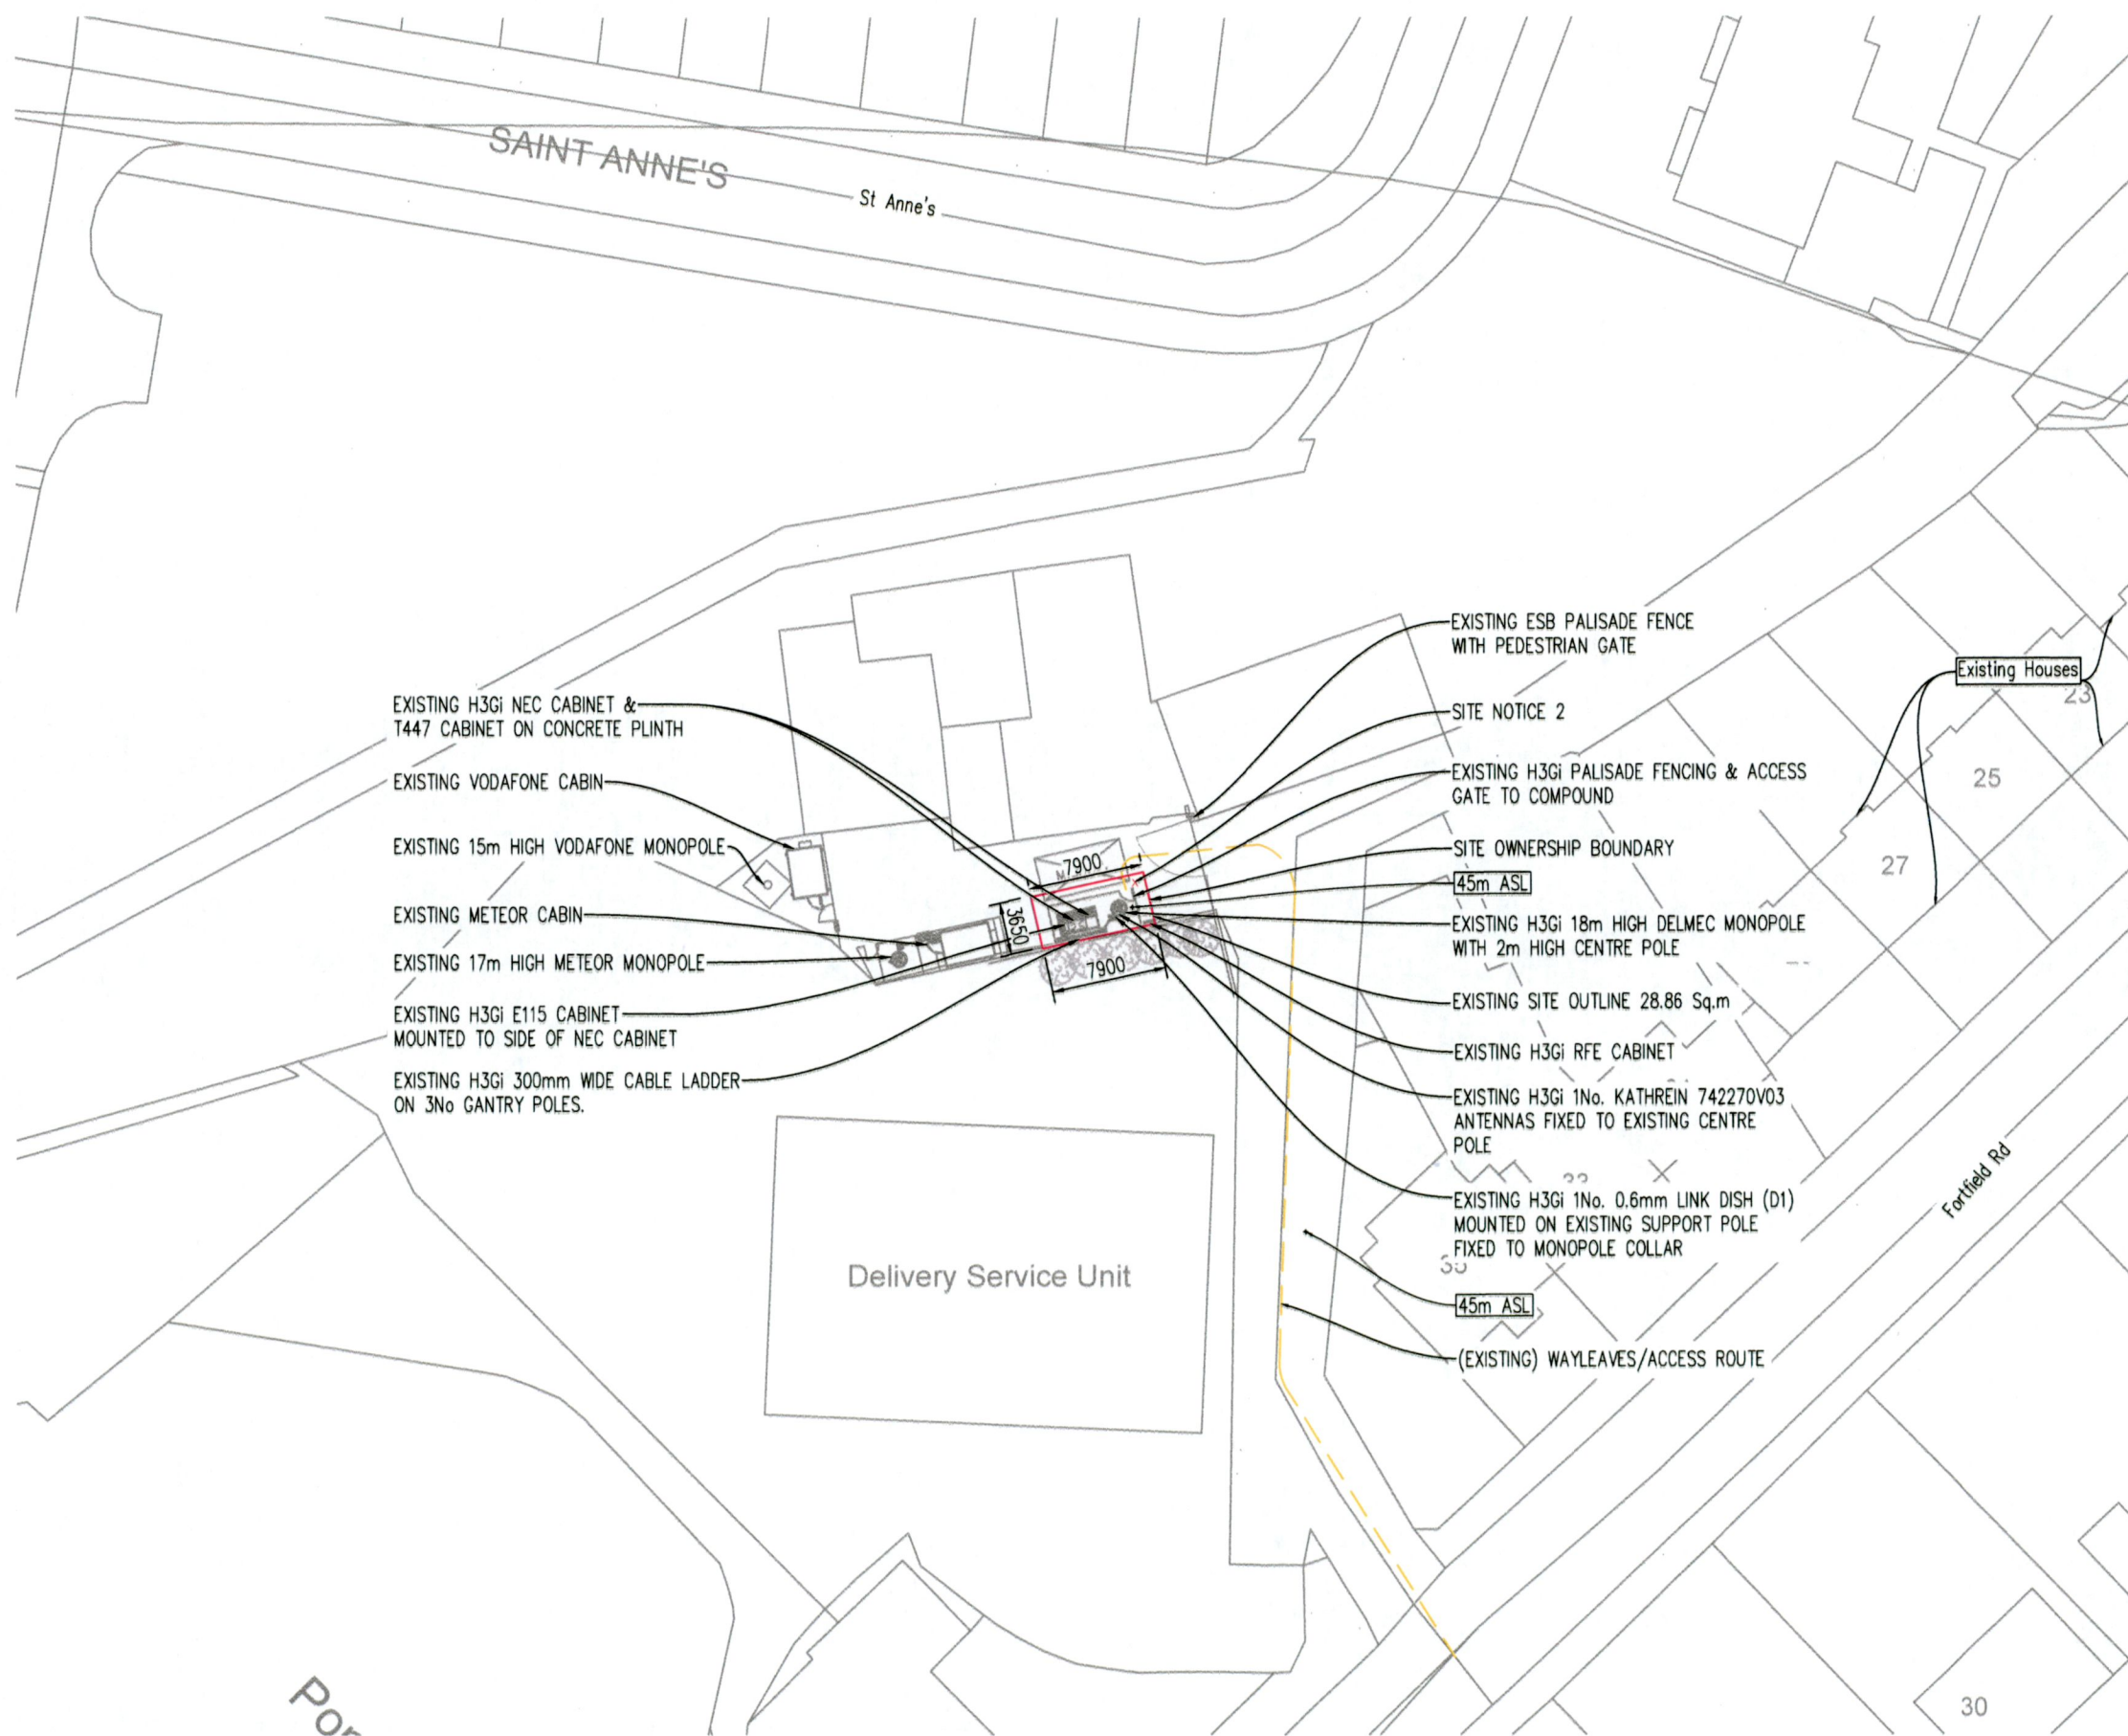 SAINT ANNE'S
St Anne's
EXISTING H3Gi NEC CABINET &
T447 CABINET ON CONCRETE PLINTH
EXISTING VODAFONE CABIN
EXISTING 15m HIGH VODAFONE MONOPOLE
EXISTING METEOR CABIN
EXISTING 17m HIGH METEOR MONOPOLE
EXISTING H3Gi E115 CABINET
MOUNTED TO SIDE OF NEC CABINET
EXISTING H3Gi 300mm WIDE CABLE LADDER
ON 3No GANTRY POLES.
7900
3650
7900
EXISTING ESB PALISADE FENCE
WITH PEDESTRIAN GATE
SITE NOTICE 2
EXISTING H3Gi PALISADE FENCING & ACCESS
GATE TO COMPOUND
SITE OWNERSHIP BOUNDARY
45m ASL
EXISTING H3Gi 18m HIGH DELMEC MONOPOLE
WITH 2m HIGH CENTRE POLE
EXISTING SITE OUTLINE 28.86 Sq.m
EXISTING H3Gi RFE CABINET
EXISTING H3Gi 1No. KATHREIN 742270V03
ANTENNAS FIXED TO EXISTING CENTRE
POLE
EXISTING H3Gi 1No. 0.6mm LINK DISH (D1)
MOUNTED ON EXISTING SUPPORT POLE
FIXED TO MONOPOLE COLLAR
45m ASL
(EXISTING) WAYLEAVES/ACCESS ROUTE
Existing Houses
23
25
27
Fortfield Rd
Delivery Service Unit
30